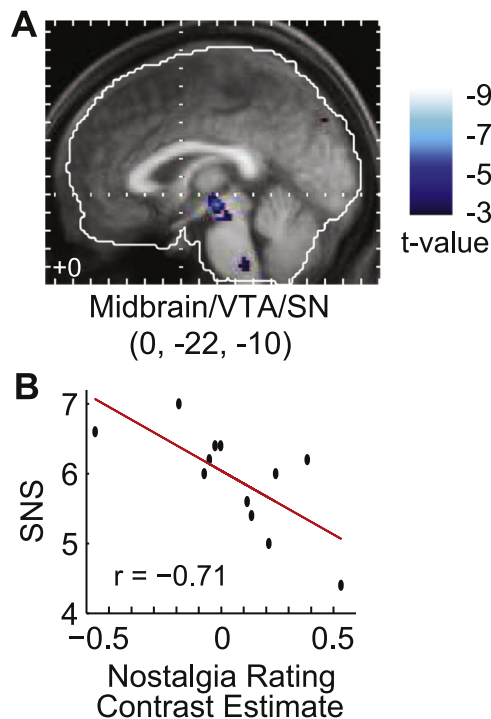 A
-9
-7
-5
-3
t-value
+0
Midbrain/VTA/SN
(0, -22, -10)
B
7
6
5
4
SNS
r = −0.71
−0.5
0
0.5
Nostalgia Rating
Contrast Estimate